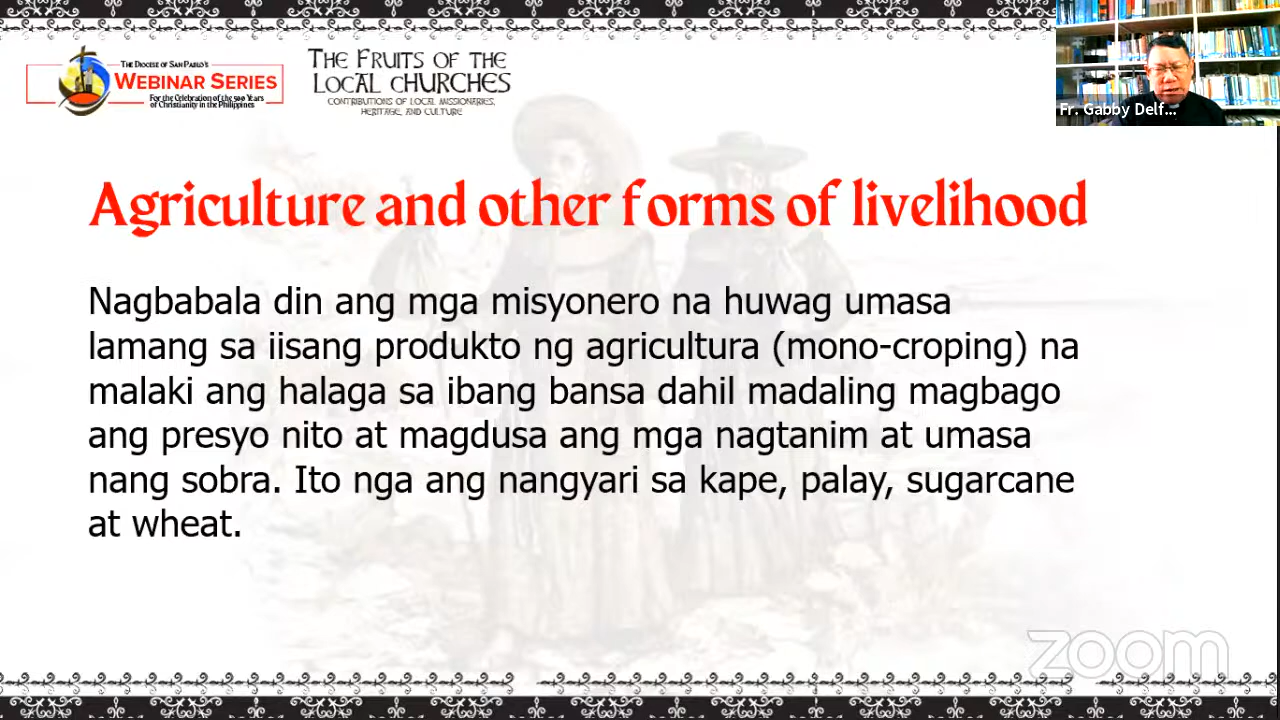 THE DIOCESE OF SAN PABLO'S
WEBINAR SERIES
For the Celebration of the 500 Years
of Christianity in the Philippines
THE FRUITS OF THE
LOCAL CHURCHES
CONTRIBUTIONS OF LOCAL MISSIONARIES,
HERITAGE, AND CULTURE
Fr. Gabby Delf...
Agriculture and other forms of livelihood
Nagbabala din ang mga misyonero na huwag umasa
lamang sa iisang produkto ng agricultura (mono-croping) na
malaki ang halaga sa ibang bansa dahil madaling magbago
ang presyo nito at magdusa ang mga nagtanim at umasa
nang sobra. Ito nga ang nangyari sa kape, palay, sugarcane
at wheat.
zoom